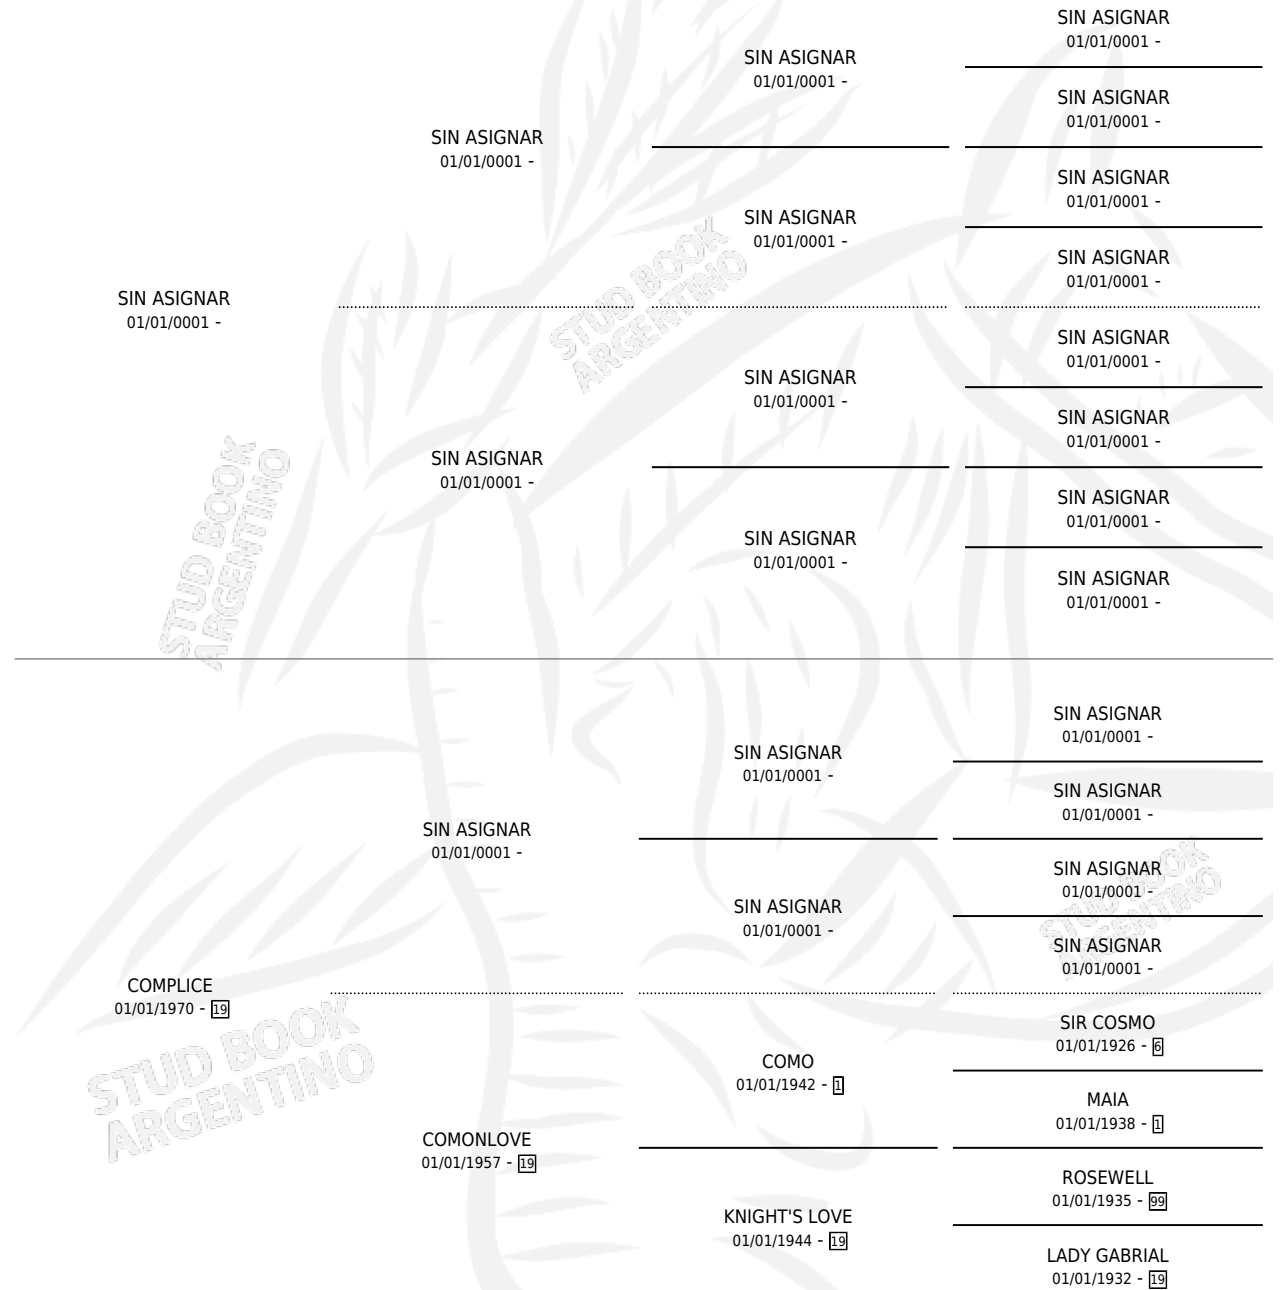 SIN ASIGNAR
01/01/0001 -
SIN ASIGNAR
01/01/0001 -
SIN ASIGNAR
01/01/0001 -
SIN ASIGNAR
01/01/0001 -
SIN ASIGNAR
01/01/0001 -
SIN ASIGNAR
01/01/0001 -
SIN ASIGNAR
01/01/0001 -
SIN ASIGNAR
01/01/0001 -
SIN ASIGNAR
01/01/0001 -
SIN ASIGNAR
01/01/0001 -
SIN ASIGNAR
01/01/0001 -
SIN ASIGNAR
01/01/0001 -
SIN ASIGNAR
01/01/0001 -
SIN ASIGNAR
01/01/0001 -
SIN ASIGNAR
01/01/0001 -
STUD BOOK
ARGENTINO
STUD BOOK
ARGENTINO
COMPLICE
01/01/1970 - 19
SIN ASIGNAR
01/01/0001 -
SIN ASIGNAR
01/01/0001 -
SIN ASIGNAR
01/01/0001 -
SIN ASIGNAR
01/01/0001 -
SIN ASIGNAR
01/01/0001 -
SIN ASIGNAR
01/01/0001 -
SIN ASIGNAR
01/01/0001 -
COMONLOVE
01/01/1957 - 19
COMO
01/01/1942 - 1
SIR COSMO
01/01/1926 - 6
MAIA
01/01/1938 - 1
KNIGHT'S LOVE
01/01/1944 - 19
ROSEWELL
01/01/1935 - 99
LADY GABRIAL
01/01/1932 - 19
STUD BOOK
ARGENTINO
STUD BOOK
ARGENTINO